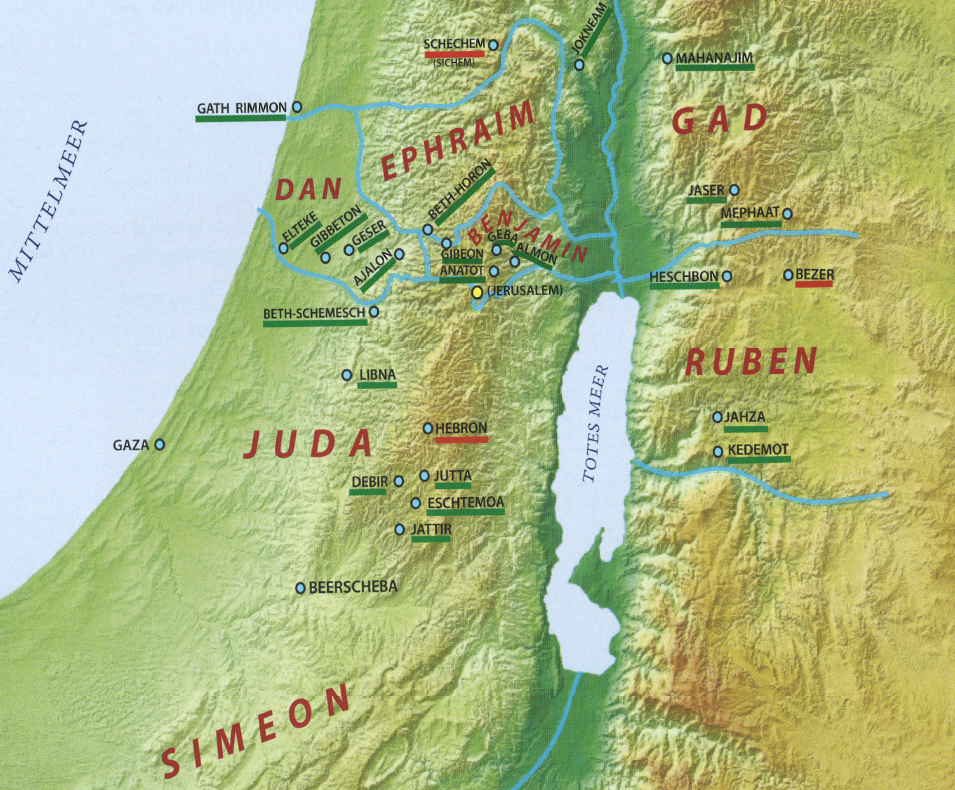 JOKNEAM
SCHECHEM
(SICHEM)
MAHANAJIM
GATH RIMMON
GAD
EPHRAIM
MITTELMEER
DAN
BETH-HORON
JASER
MEPHAAT
ELTEKE
GIBBETON
GESER
BENJAMIN
GEBA
ALMON
GIBEON
AJALON
ANATOT
HESCHBON
BEZER
(JERUSALEM)
BETH-SCHEMESCH
RUBEN
LIBNA
TOTES MEER
JAHZA
HEBRON
JUDA
GAZA
KEDEMOT
DEBIR
JUTTA
ESCHTEMOA
JATTIR
BEERSCHEBA
SIMEON